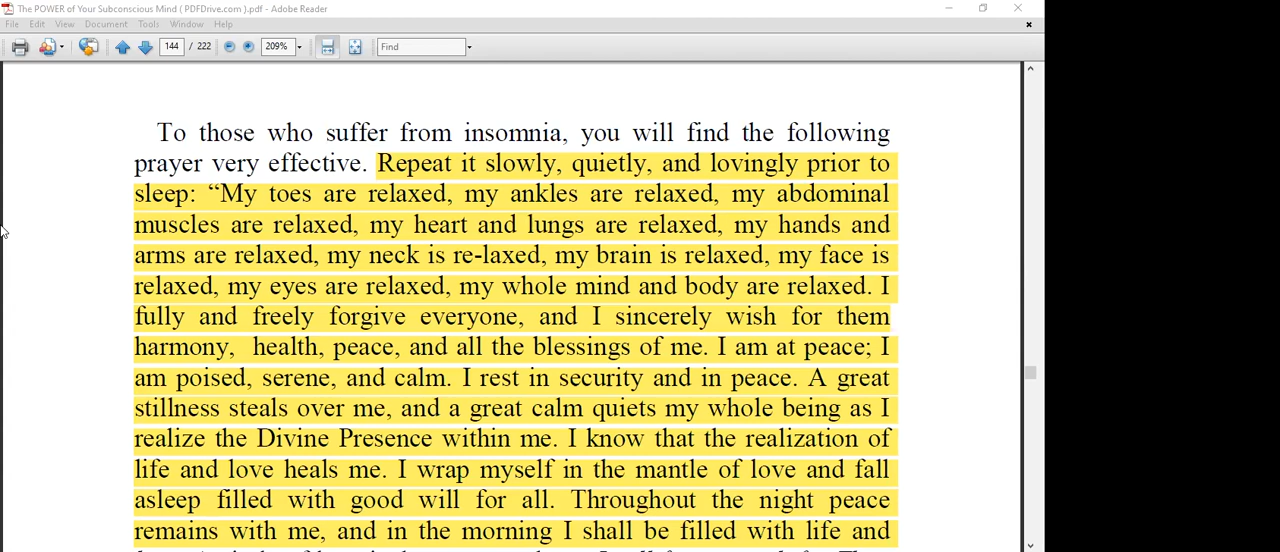 The POWER of Your Subconscious Mind ( PDFDrive.com ).pdf - Adobe Reader
File Edit View Document Tools Window Help
144 / 222 209% Find
To those who suffer from insomnia, you will find the following
prayer very effective. Repeat it slowly, quietly, and lovingly prior to
sleep: “My toes are relaxed, my ankles are relaxed, my abdominal
muscles are relaxed, my heart and lungs are relaxed, my hands and
arms are relaxed, my neck is re-laxed, my brain is relaxed, my face is
relaxed, my eyes are relaxed, my whole mind and body are relaxed. I
fully and freely forgive everyone, and I sincerely wish for them
harmony, health, peace, and all the blessings of me. I am at peace; I
am poised, serene, and calm. I rest in security and in peace. A great
stillness steals over me, and a great calm quiets my whole being as I
realize the Divine Presence within me. I know that the realization of
life and love heals me. I wrap myself in the mantle of love and fall
asleep filled with good will for all. Throughout the night peace
remains with me, and in the morning I shall be filled with life and